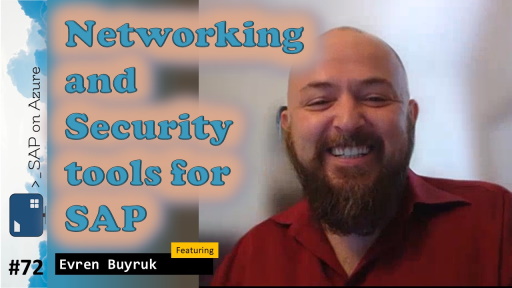 Networking
and
Security
tools for
SAP
>_SAP on Azure
Featuring
#72
Evren Buyruk